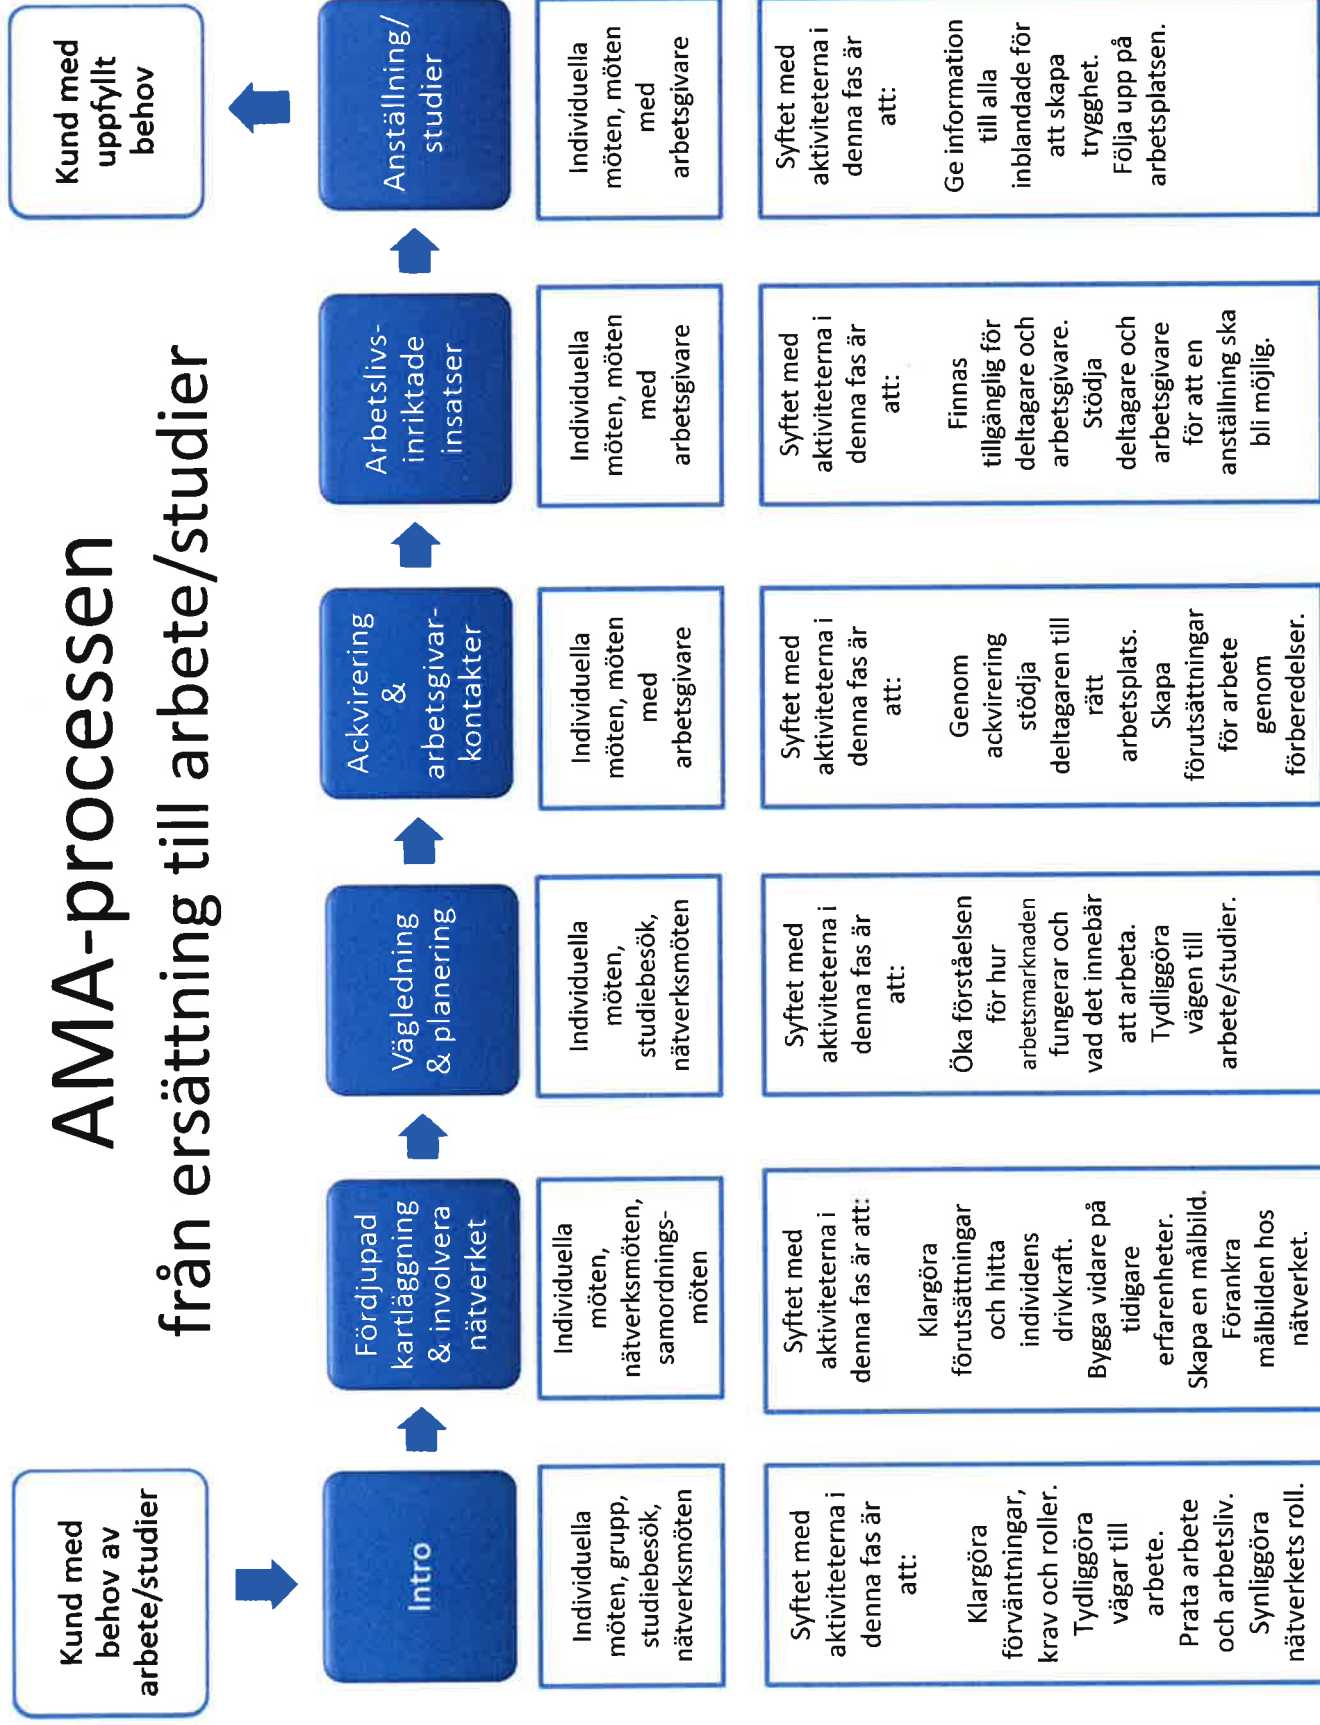 AMA-processen
från ersättning till arbete/studier
Kund med
behov av
arbete/studier
Kund med
uppfyllt
behov
Intro
Fördjupad
kartläggning
& involvera
nätverket
Vägledning
& planering
Ackvirering
&
arbetsgivar-
kontakter
Arbetslivs-
inriktade
insatser
Anställning/
studier
Individuella
möten, grupp,
studiebesök,
nätverksmöten
Individuella
möten,
nätverksmöten,
samordnings-
möten
Individuella
möten,
studiebesök,
nätverksmöten
Individuella
möten, möten
med
arbetsgivare
Individuella
möten, möten
med
arbetsgivare
Individuella
möten, möten
med
arbetsgivare
Syftet med
aktiviteterna i
denna fas är
att:
Klargöra
förväntningar,
krav och roller.
Tydliggöra
vägar till
arbete.
Prata arbete
och arbetsliv.
Synliggöra
nätverkets roll.
Syftet med
aktiviteterna i
denna fas är att:
Klargöra
förutsättningar
och hitta
individens
drivkraft.
Bygga vidare på
tidigare
erfarenheter.
Skapa en målbild.
Förankra
målbilden hos
nätverket.
Syftet med
aktiviteterna i
denna fas är
att:
Öka förståelsen
för hur
arbetsmarknaden
fungerar och
vad det innebär
att arbeta.
Tydliggöra
vägen till
arbete/studier.
Syftet med
aktiviteterna i
denna fas är
att:
Genom
ackvirering
stödja
deltagaren till
rätt
arbetsplats.
Skapa
förutsättningar
för arbete
genom
förberedelser.
Syftet med
aktiviteterna i
denna fas är
att:
Finnas
tillgänglig för
deltagare och
arbetsgivare.
Stödja
deltagare och
arbetsgivare
för att en
anställning ska
bli möjlig.
Syftet med
aktiviteterna i
denna fas är
att:
Ge information
till alla
inblandade för
att skapa
trygghet.
Följa upp på
arbetsplatsen.